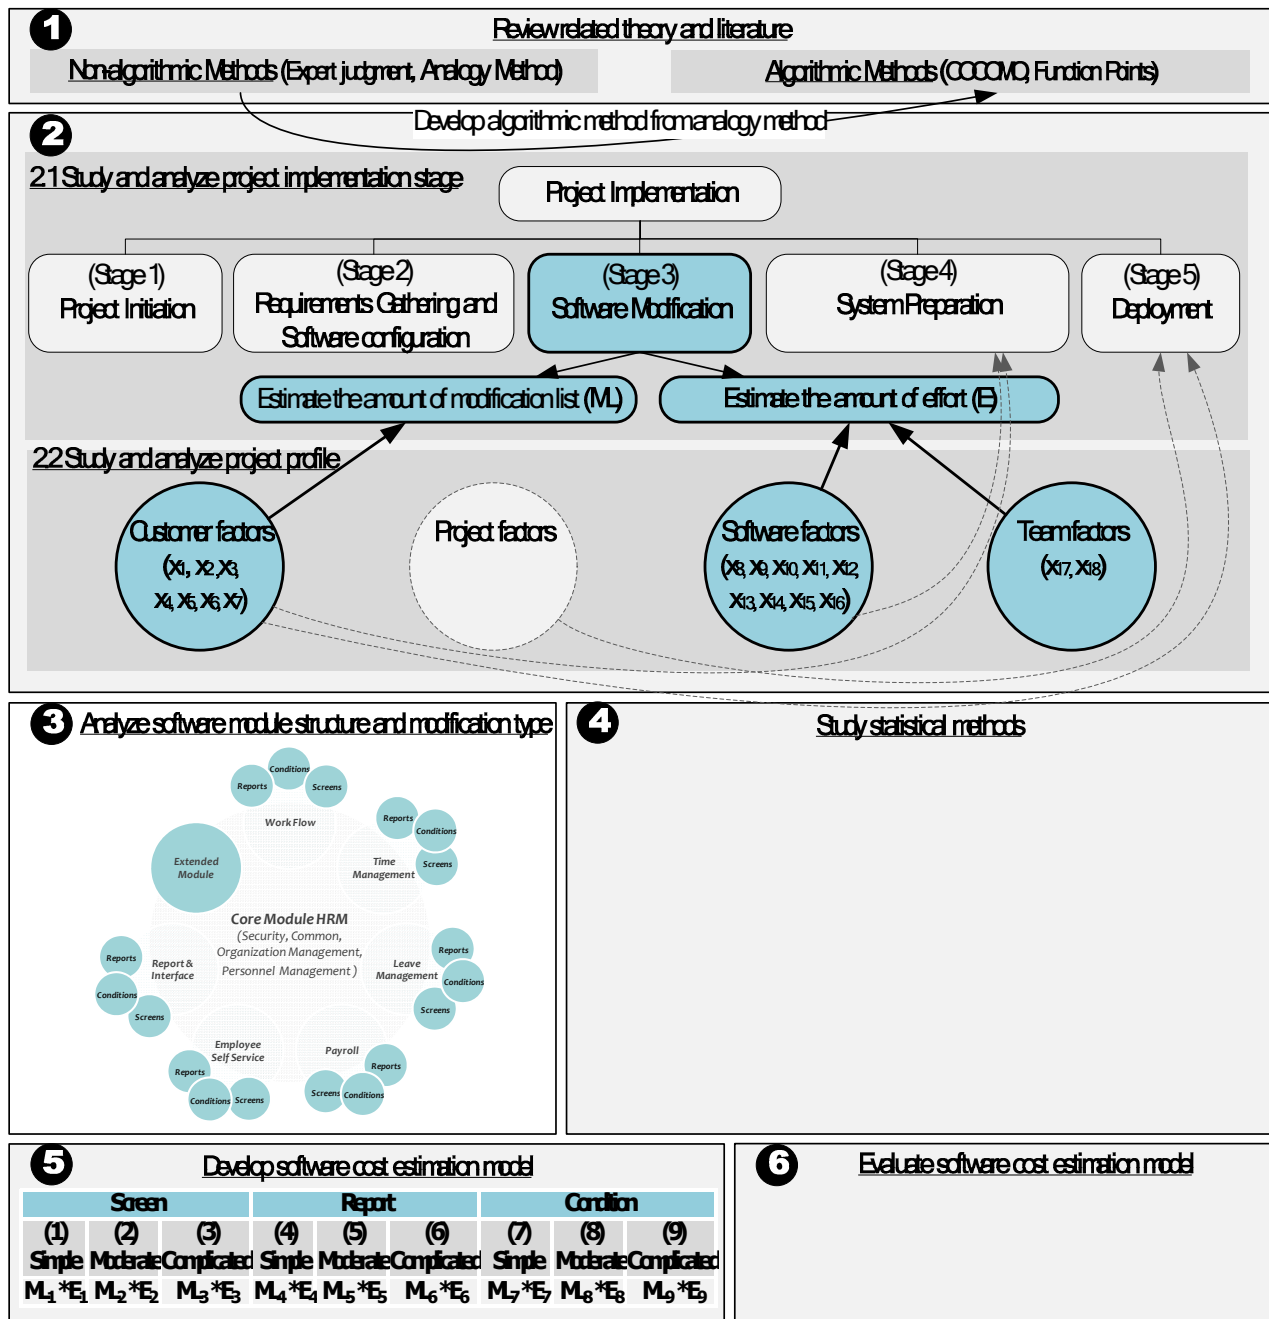 1 Review related theory and literature
Non-algorithmic Methods (Expert judgment, Analogy Method)
Algorithmic Methods (COCOMO, Function Points)
Develop algorithmic method from analogy method
2
2.1 Study and analyze project implementation stage
Project Implementation
(Stage 1)
Project Initiation
(Stage 2)
Requirements Gathering and
Software configuration
(Stage 3)
Software Modification
(Stage 4)
System Preparation
(Stage 5)
Deployment
Estimate the amount of modification list (ML)
Estimate the amount of effort (E)
2.2 Study and analyze project profile
Customer factors
(x1, x2, x3,
x4, x5, x6, x7)
Project factors
Software factors
(x8, x9, x10, x11, x12,
x13, x14, x15, x16)
Team factors
(x17, x18)
3 Analyze software module structure and modification type
Conditions
Reports
Screens
Work Flow
Reports
Conditions
Screens
Time
Management
Extended
Module
Core Module HRM
(Security, Common,
Organization Management,
Personnel Management )
Reports
Conditions
Screens
Report &
Interface
Leave
Management
Reports
Conditions
Screens
Employee
Self Service
Reports
Conditions
Screens
Payroll
Reports
Screens
Conditions
4 Study statistical methods
5 Develop software cost estimation model
Screen Report Condition
(1) (2) (3) (4) (5) (6) (7) (8) (9)
Simple Moderate Complicated Simple Moderate Complicated Simple Moderate Complicated
ML1*E1 ML2*E2 ML3*E3 ML4*E4 ML5*E5 ML6*E6 ML7*E7 ML8*E8 ML9*E9
6 Evaluate software cost estimation model